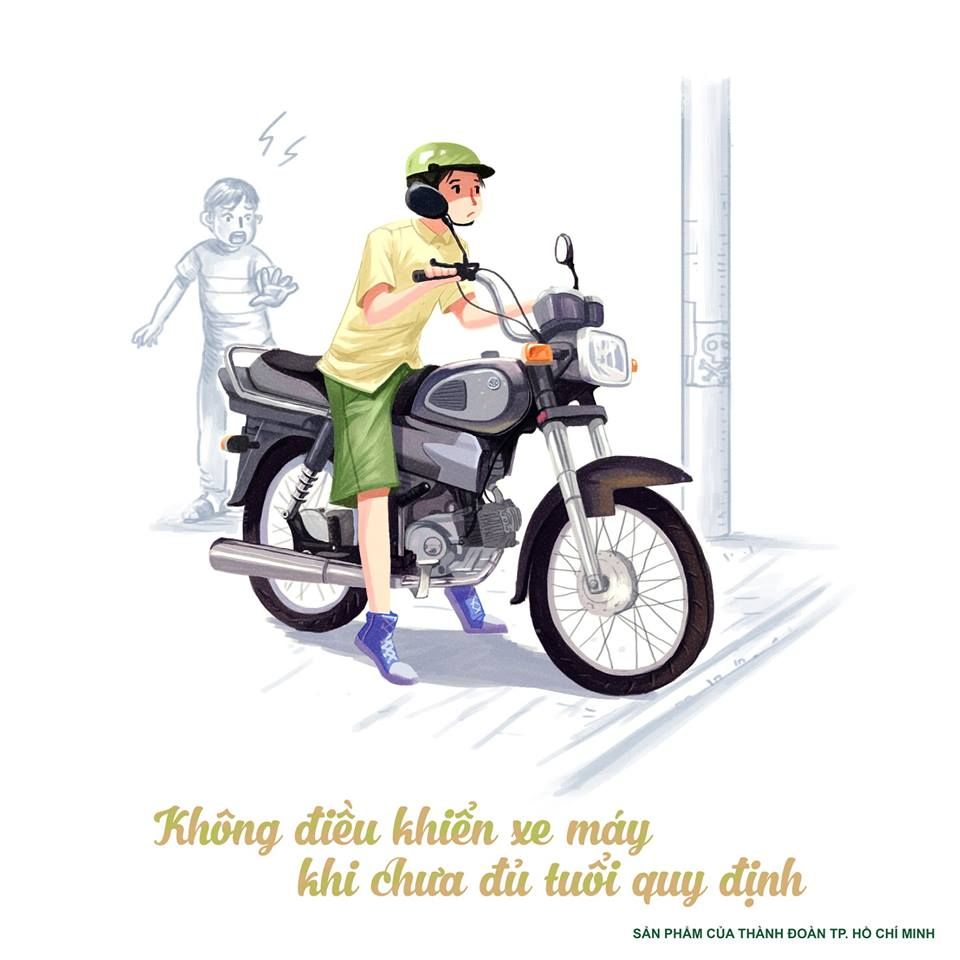 Không điều khiển xe máy
khi chưa đủ tuổi quy định
SẢN PHẨM CỦA THÀNH ĐOÀN TP. HỒ CHÍ MINH